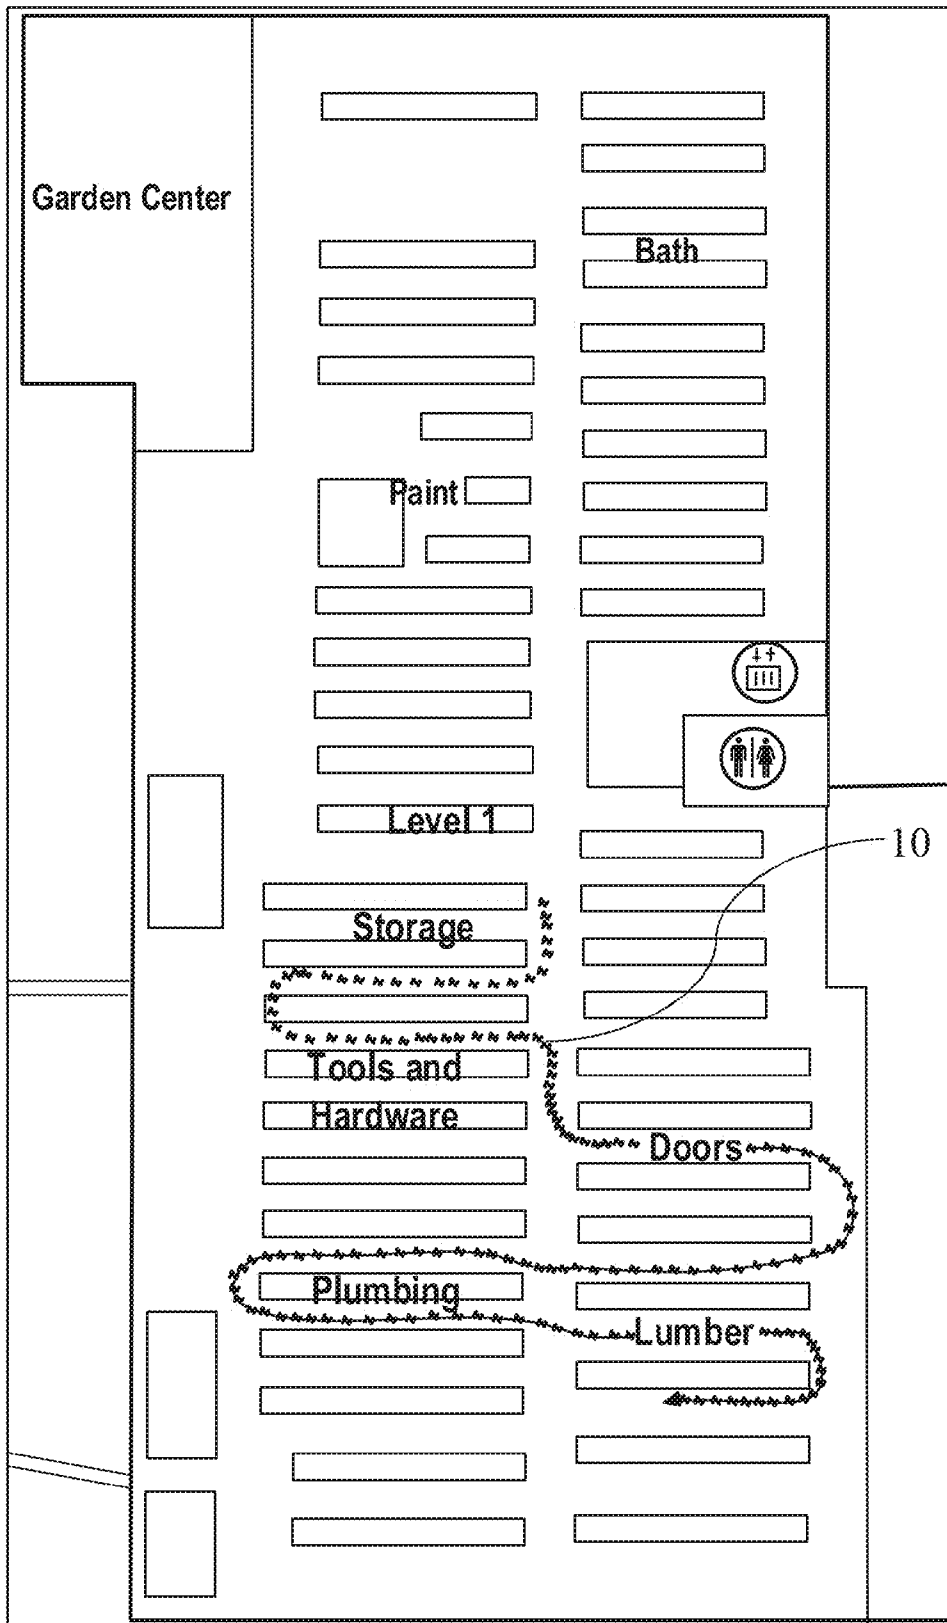 Garden Center
Bath
Paint
Level 1
10
Storage
Tools and
Hardware
Doors
Plumbing
Lumber